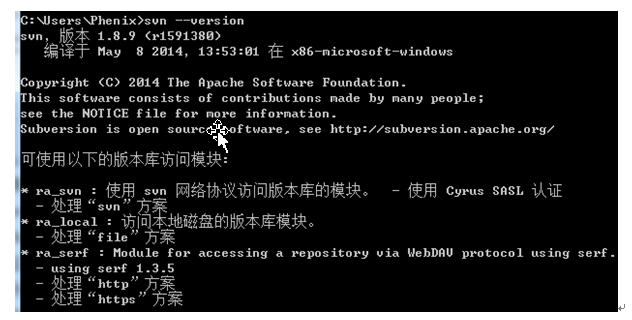 C:\Users\Phenix>svn --version
svn, 版本 1.8.9 (r1591380)
编译于 May 8 2014, 13:53:01 在 x86-microsoft-windows
Copyright (C) 2014 The Apache Software Foundation.
This software consists of contributions made by many people;
see the NOTICE file for more information.
Subversion is open source software, see http://subversion.apache.org/
可使用以下的版本库访问模块:
* ra_svn : 使用 svn 网络协议访问版本库的模块。 - 使用 Cyrus SASL 认证
- 处理“svn”方案
* ra_local : 访问本地磁盘的版本库模块。
- 处理“file”方案
* ra_serf : Module for accessing a repository via WebDAV protocol using serf.
- using serf 1.3.5
- 处理“http”方案
- 处理“https”方案